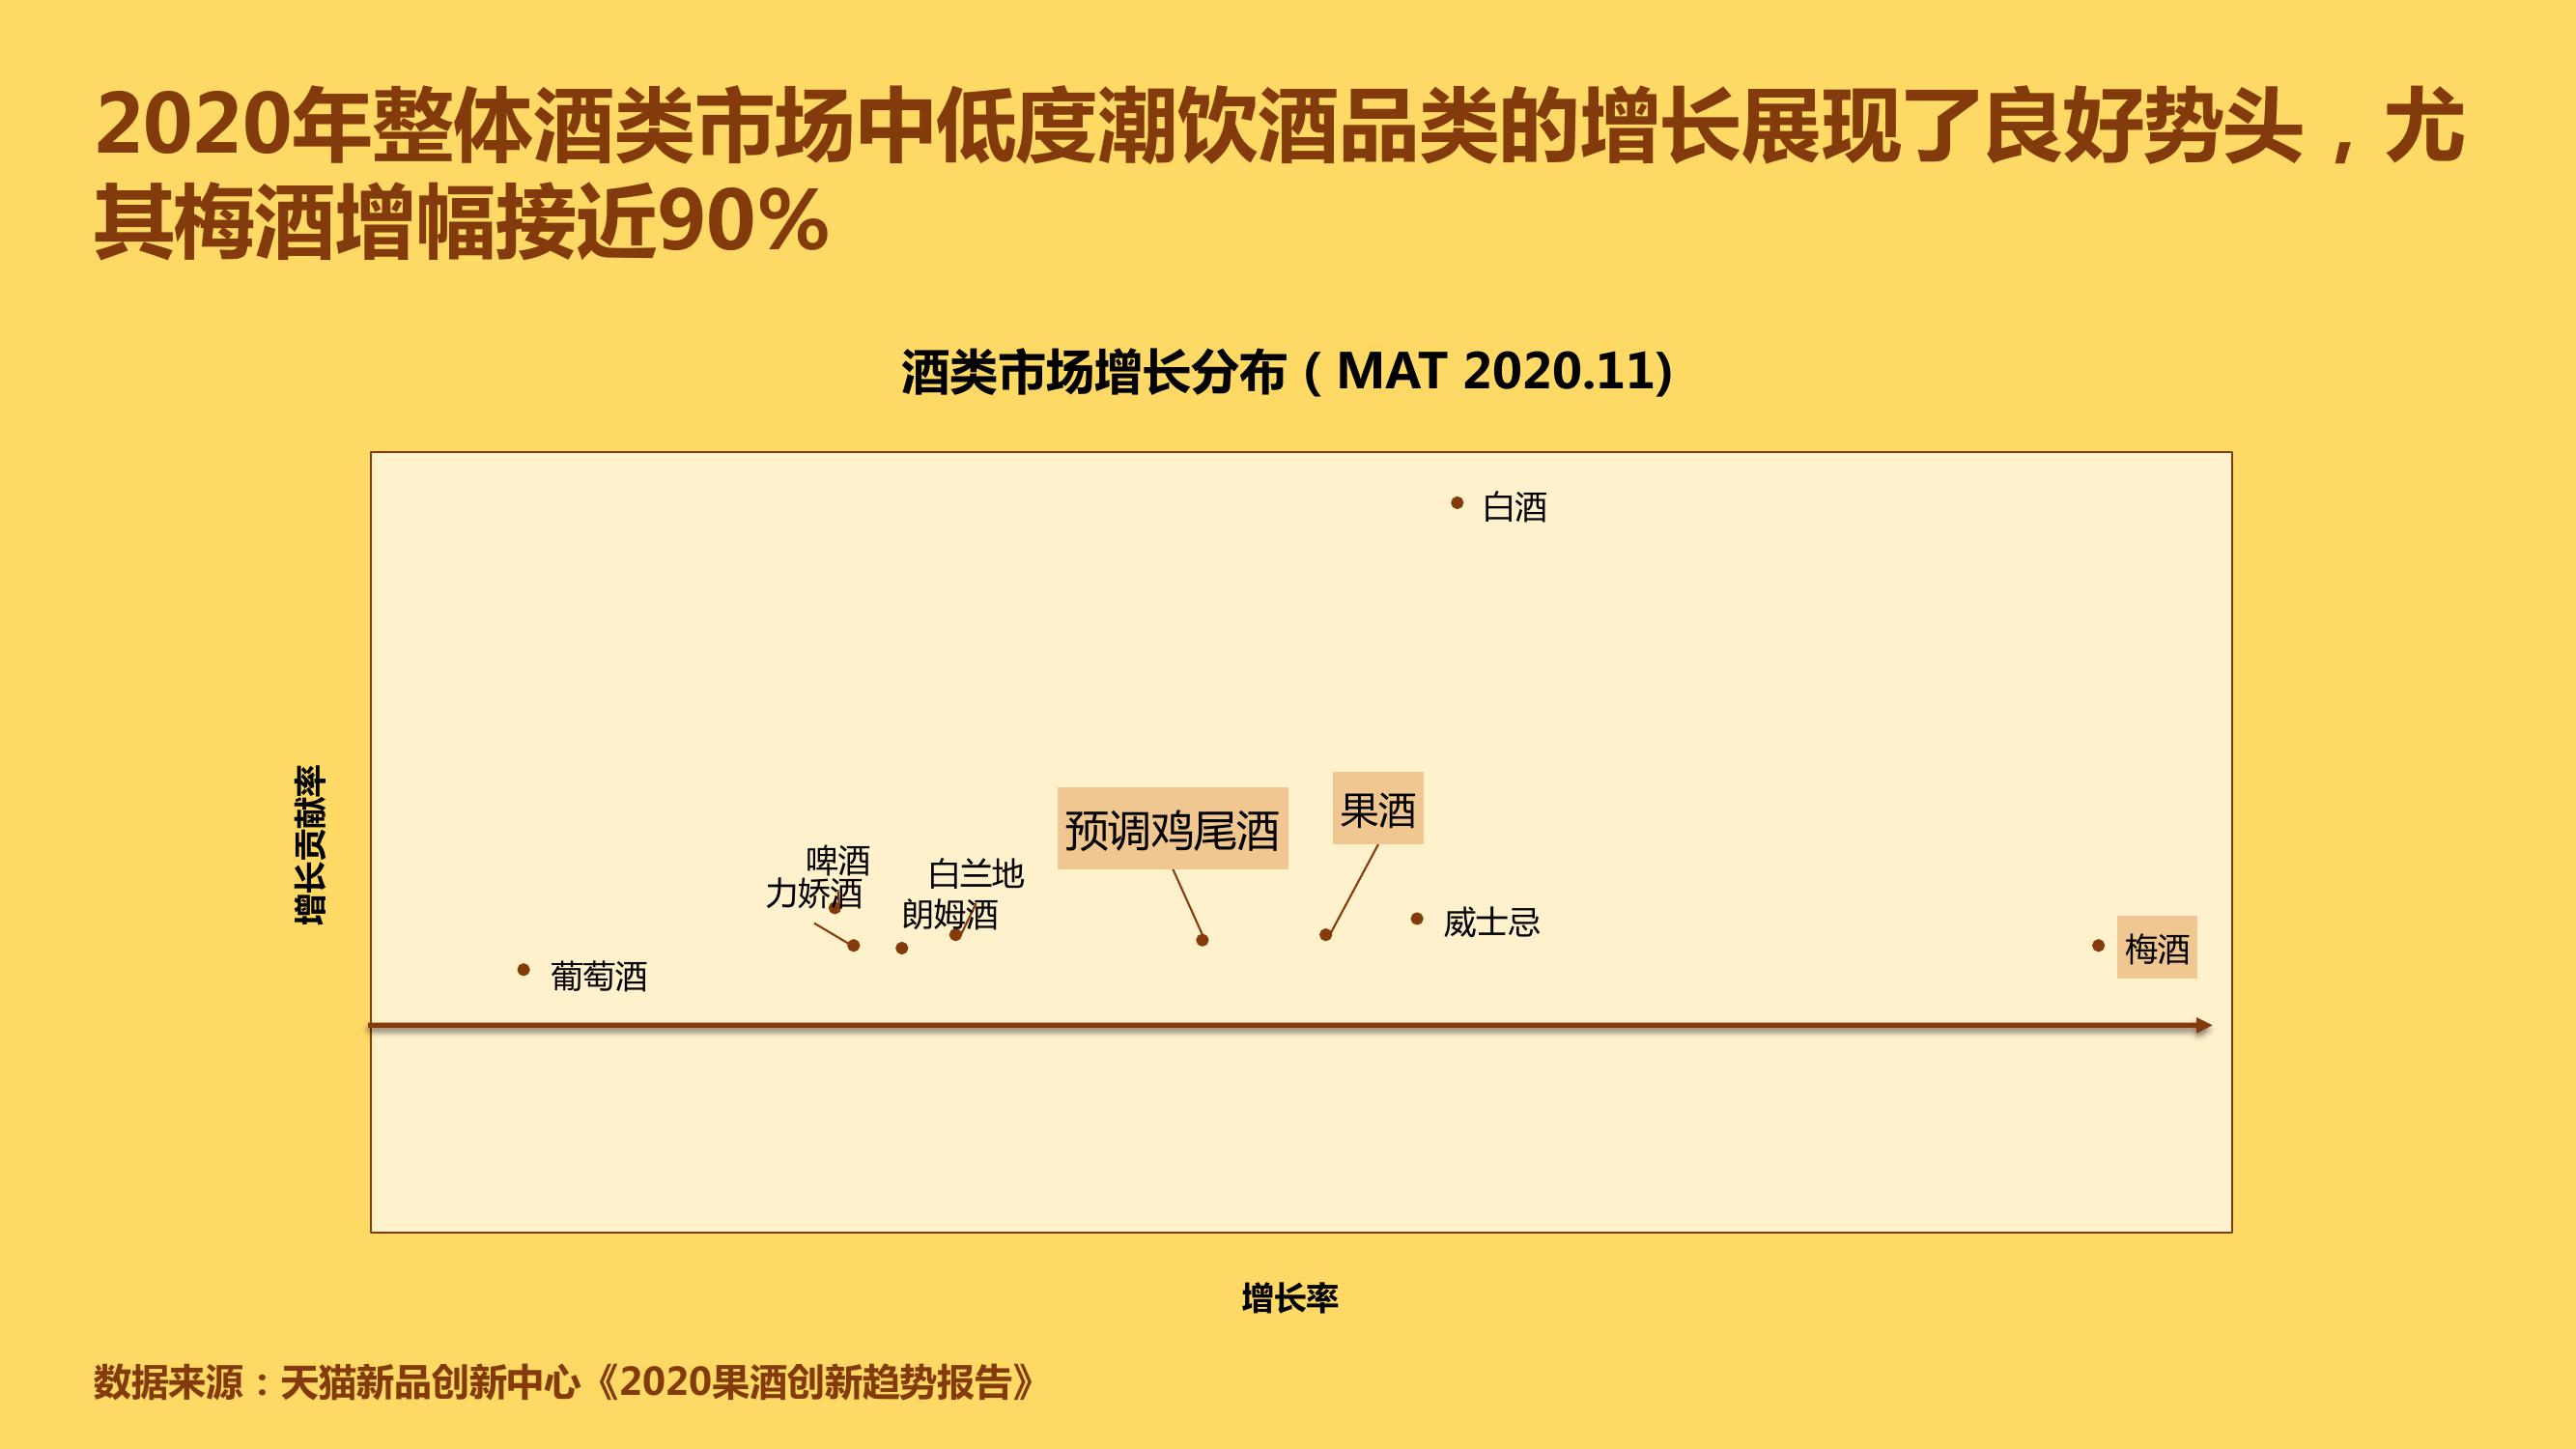 2020年整体酒类市场中低度潮饮酒品类的增长展现了良好势头，尤
其梅酒增幅接近90%
酒类市场增长分布（MAT 2020.11)
白酒
果酒
预调鸡尾酒
啤酒
白兰地
力娇酒
朗姆酒
威士忌
梅酒
葡萄酒
增长贡献率
增长率
数据来源：天猫新品创新中心《2020果酒创新趋势报告》